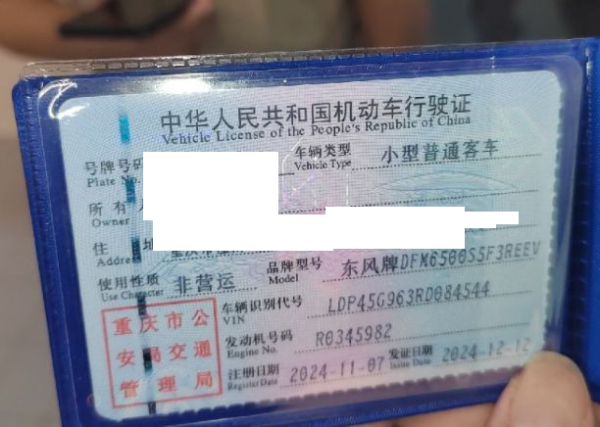 中华人民共和国机动车行驶证
Vehicle License of the People's Republic of China
号牌号码 车辆类型 小型普通客车
Plate No. Vehicle Type
所有
Owner
住 址 重庆市
Address
使用性质 非营运 品牌型号 东风牌DFM6500S5F3REEV
Use Character Model
车辆识别代号 LDP45G963RD084544
VIN
发动机号码 R0345982
Engine No.
注册日期 2024-11-07 发证日期 2024-12-12
Register Date Issue Date
重庆市公
安局交通
管理局